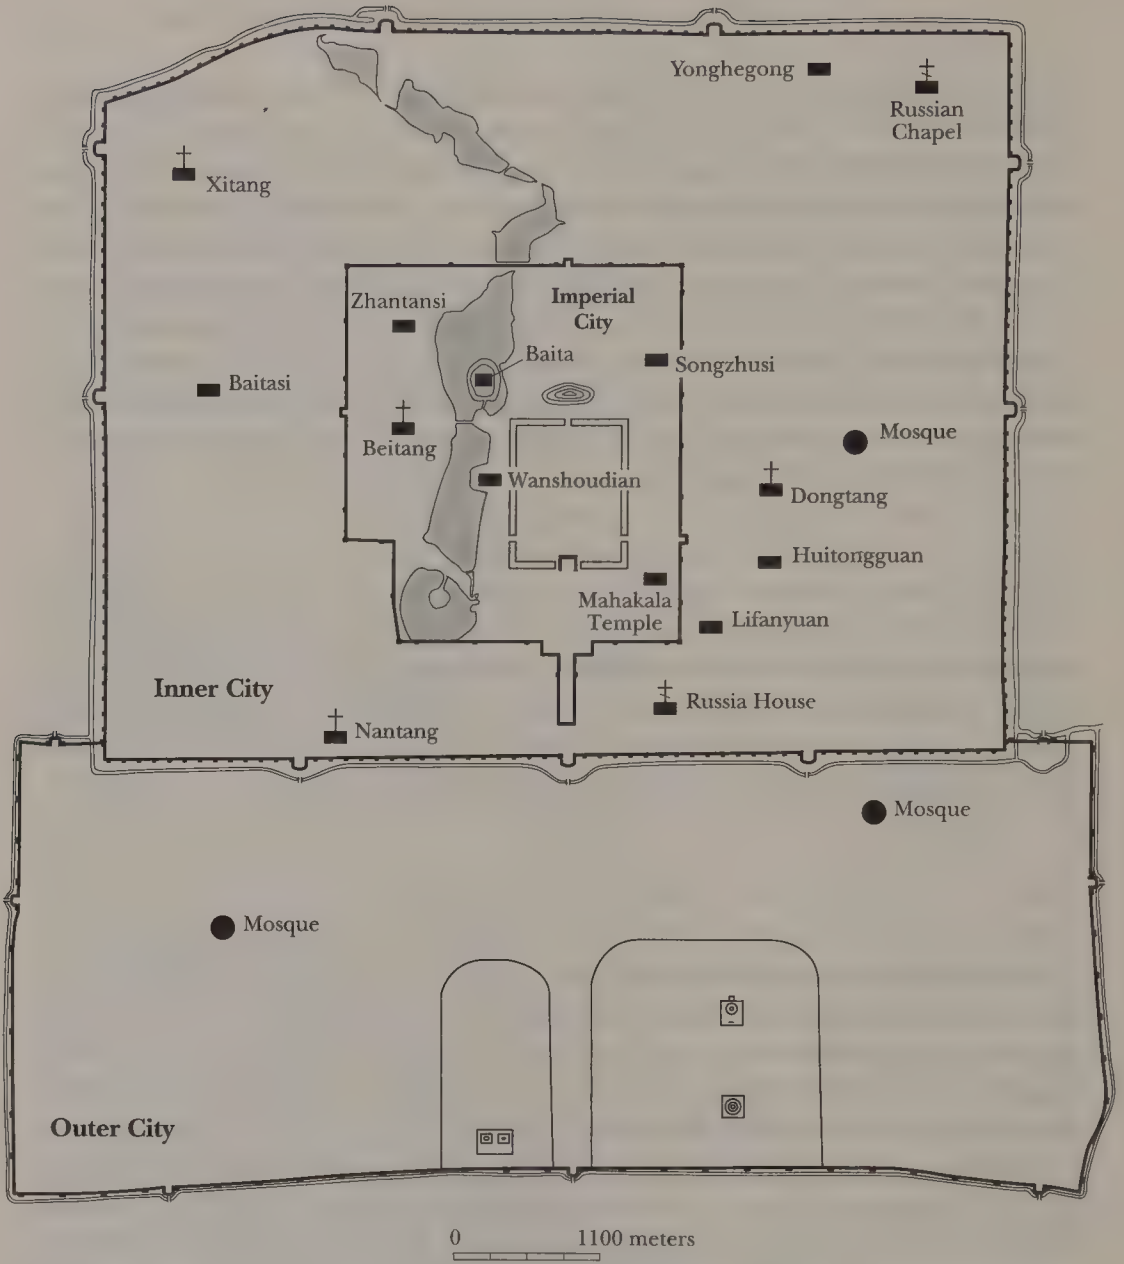 Yonghegong
Russian
Chapel
Xitang
Zhantansi
Imperial
City
Baita
Songzhusi
Baitasi
Mosque
Beitang
Wanshoudian
Dongtang
Huitongguan
Mahakala
Temple
Lifanyuan
Inner City
Russia House
Nantang
Mosque
Mosque
Outer City
0 1100 meters